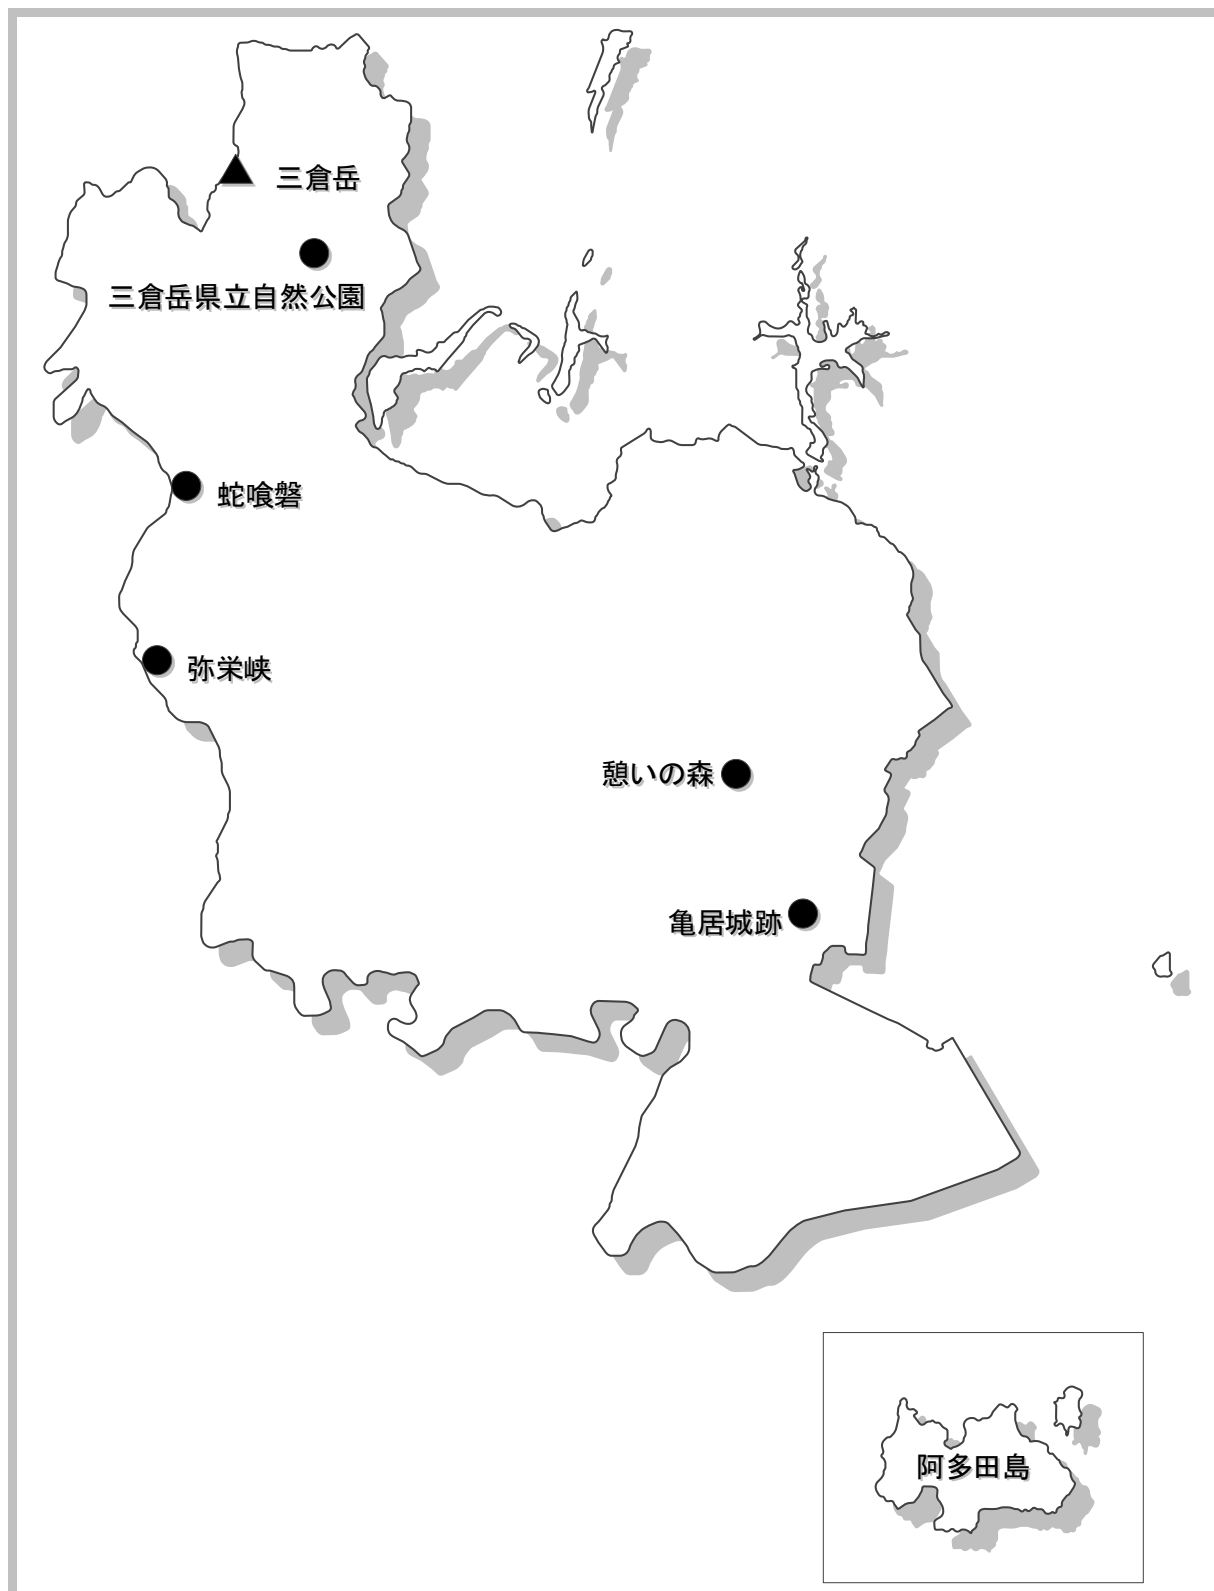 三倉岳
三倉岳県立自然公園
蛇喰磐
弥栄峡
憩いの森
亀居城跡
阿多田島